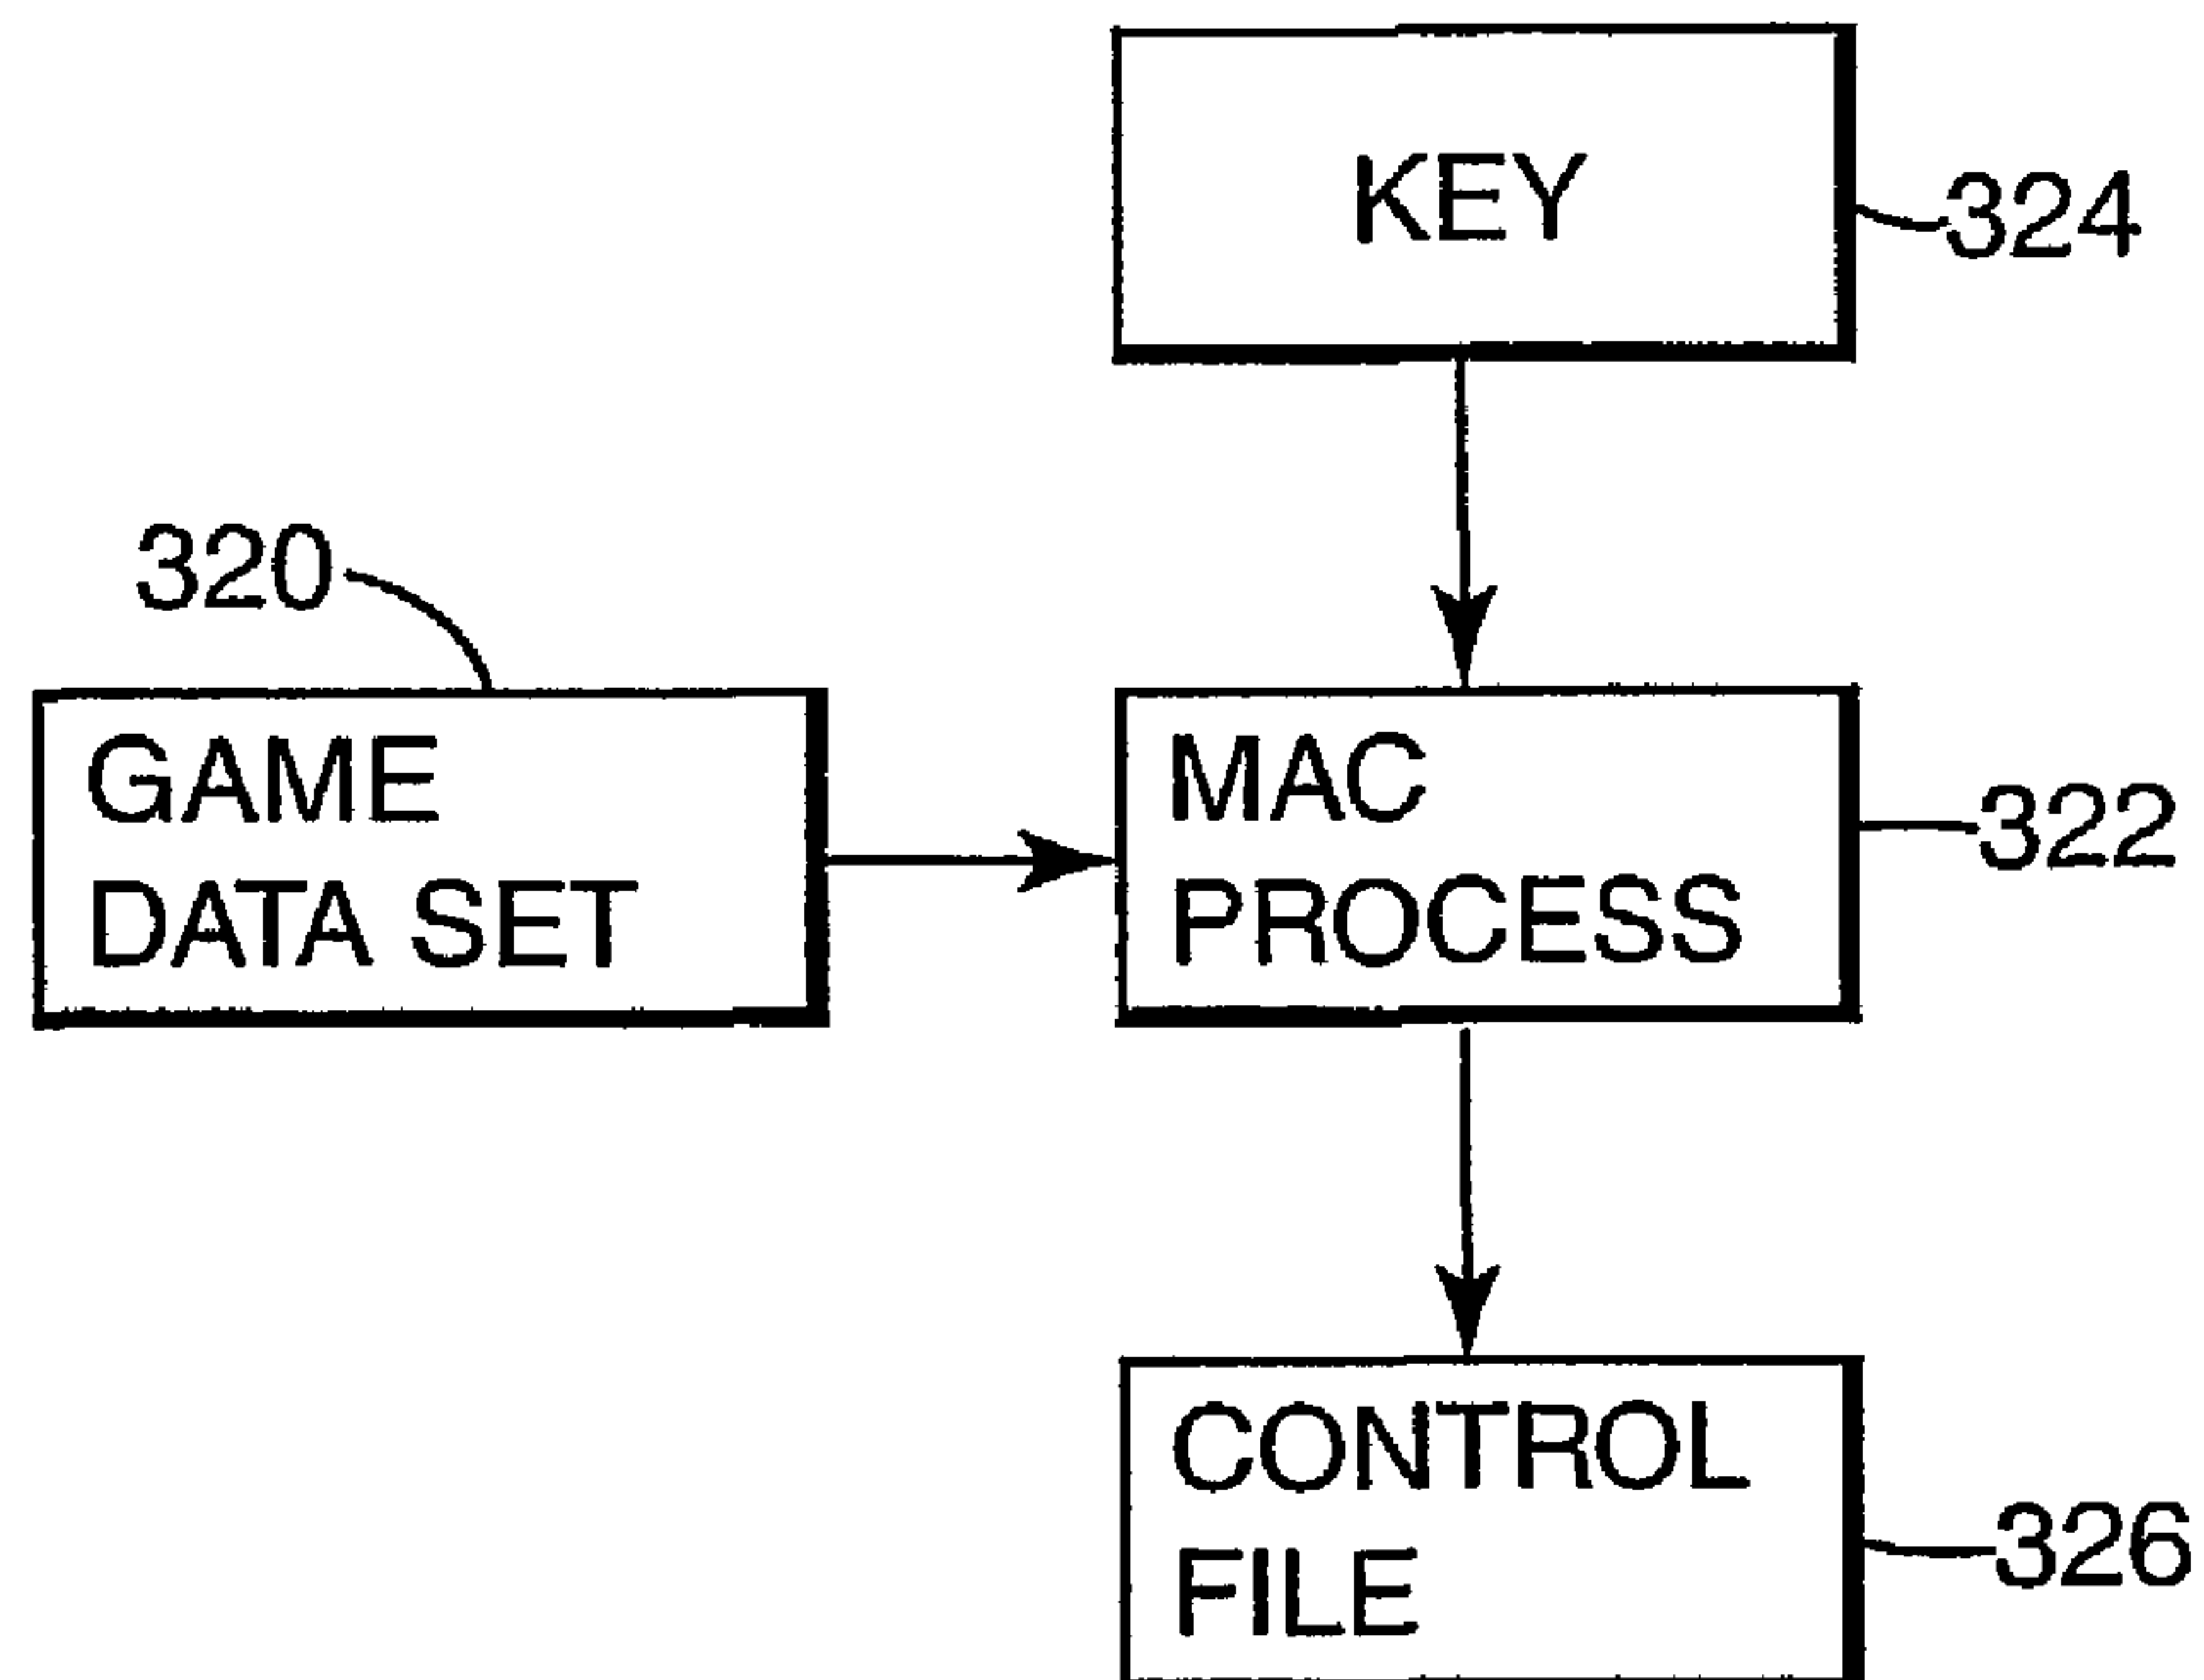 KEY
324
320
GAME
DATA SET
MAC
PROCESS
322
CONTROL
FILE
326